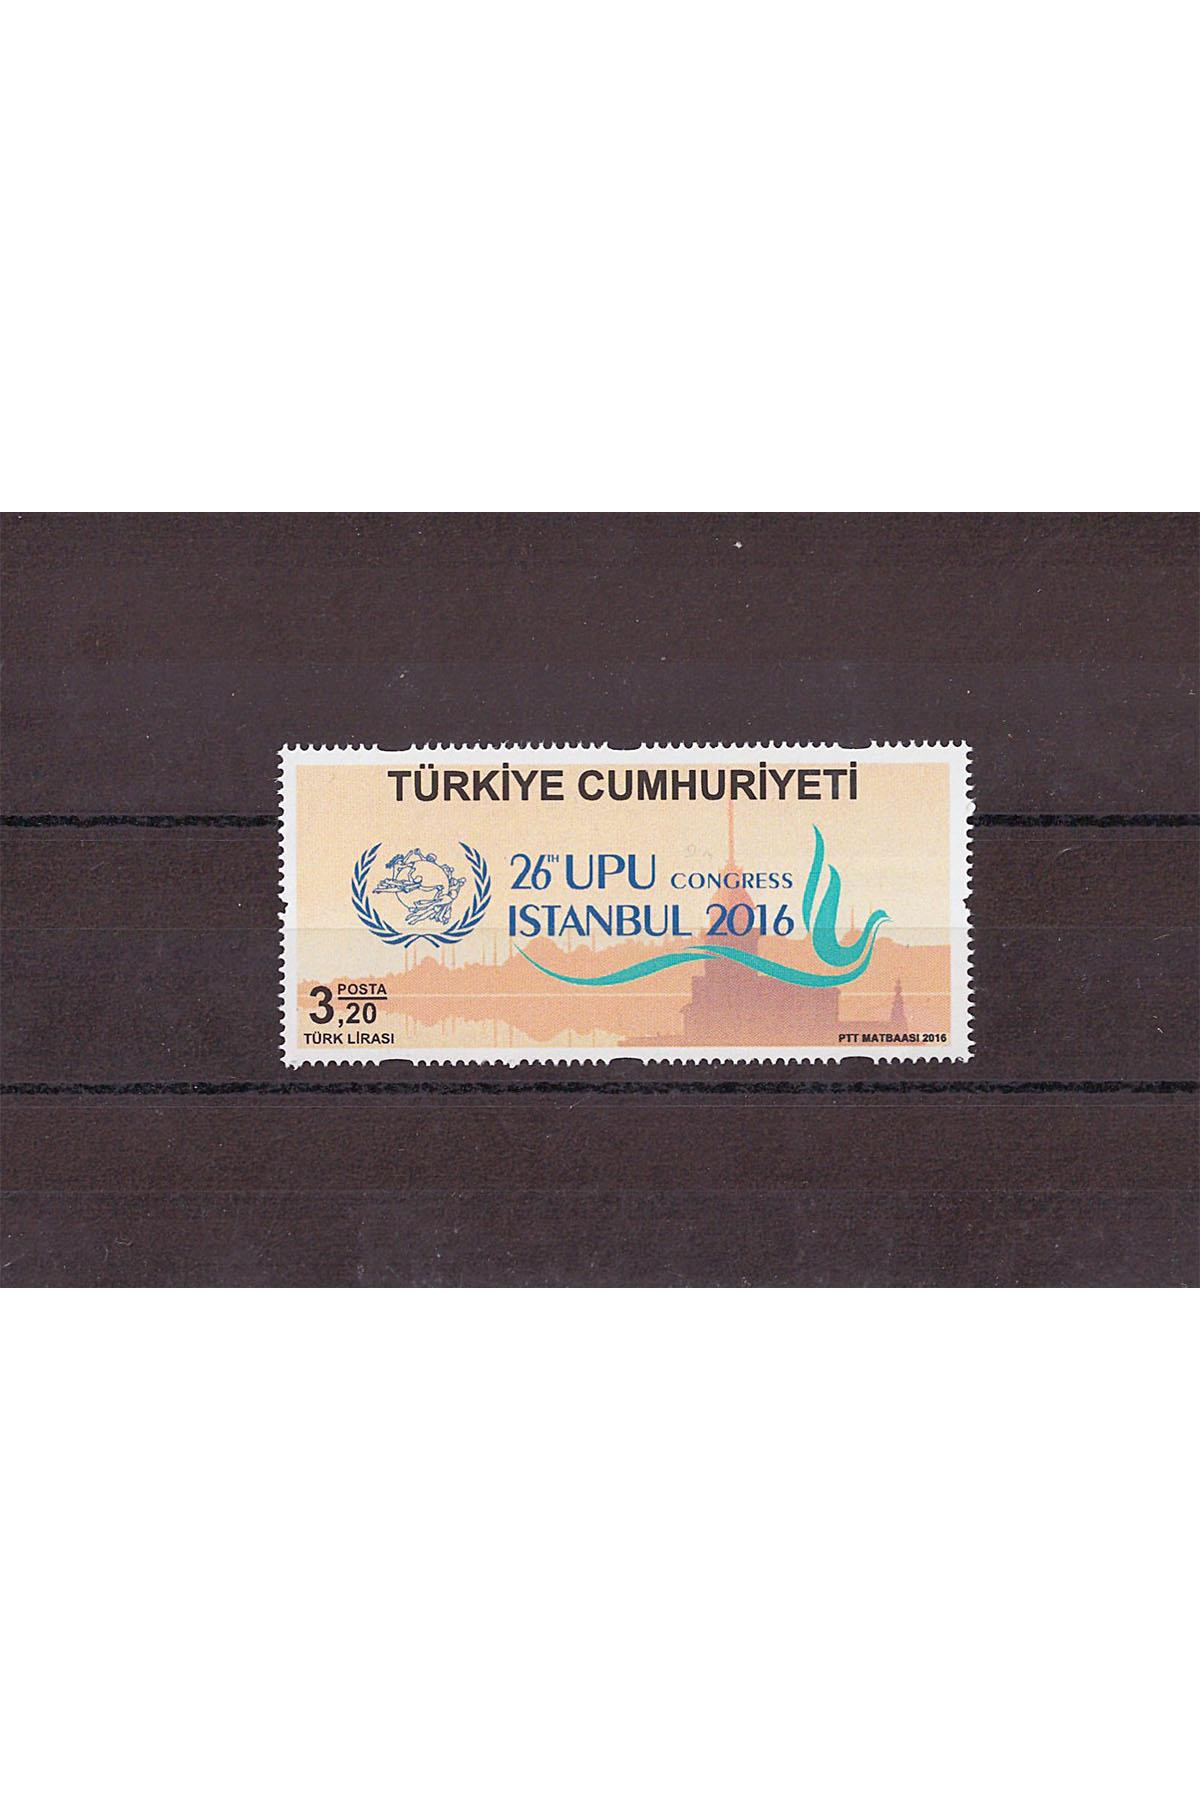 TÜRKİYE CUMHURİYETİ
26TH UPU CONGRESS
ISTANBUL 2016
3,20 POSTA
TÜRK LİRASI
PTT MATBAASI 2016